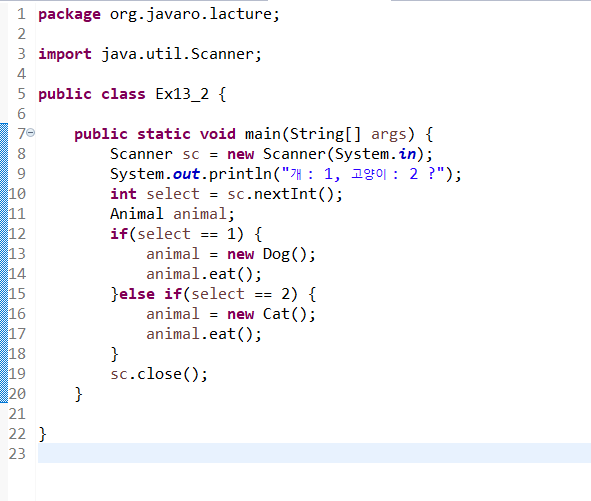 1 package org.javaro.lacture;
2
3 import java.util.Scanner;
4
5 public class Ex13_2 {
6
7 public static void main(String[] args) {
8 Scanner sc = new Scanner(System.in);
9 System.out.println("개 : 1, 고양이 : 2 ?");
10 int select = sc.nextInt();
11 Animal animal;
12 if(select == 1) {
13 animal = new Dog();
14 animal.eat();
15 }else if(select == 2) {
16 animal = new Cat();
17 animal.eat();
18 }
19 sc.close();
20 }
21
22 }
23